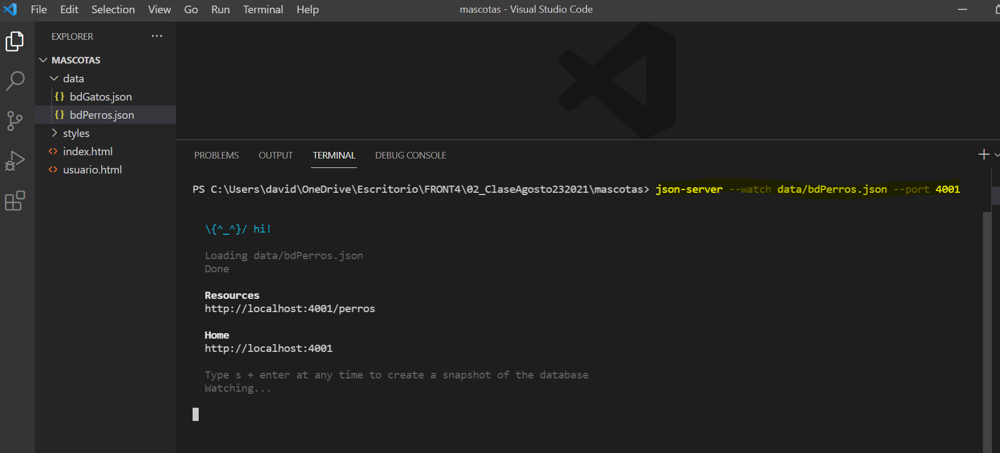 File Edit Selection View Go Run Terminal Help
mascotas - Visual Studio Code
EXPLORER
MASCOTAS
data
bdGatos.json
bdPerros.json
styles
index.html
usuario.html
PROBLEMS OUTPUT TERMINAL DEBUG CONSOLE
PS C:\Users\david\OneDrive\Escritorio\FRONT4\02_ClaseAgosto232021\mascotas> json-server --watch data/bdPerros.json --port 4001
\{^_^}/ hi!
Loading data/bdPerros.json
Done
Resources
http://localhost:4001/perros
Home
http://localhost:4001
Type s + enter at any time to create a snapshot of the database
Watching...